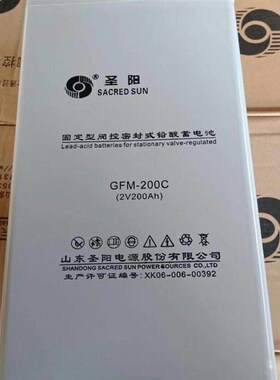 圣阳
SACRED SUN
固定型阀控密封式铅酸蓄电池
Lead-acid batteries for stationary valve-regulated
GFM-200C
(2V200Ah)
山东圣阳电源股份有限公司
SHANDONG SACRED SUN POWER SOURCES CO., LTD
生产许可证编号: XK06-006-00392